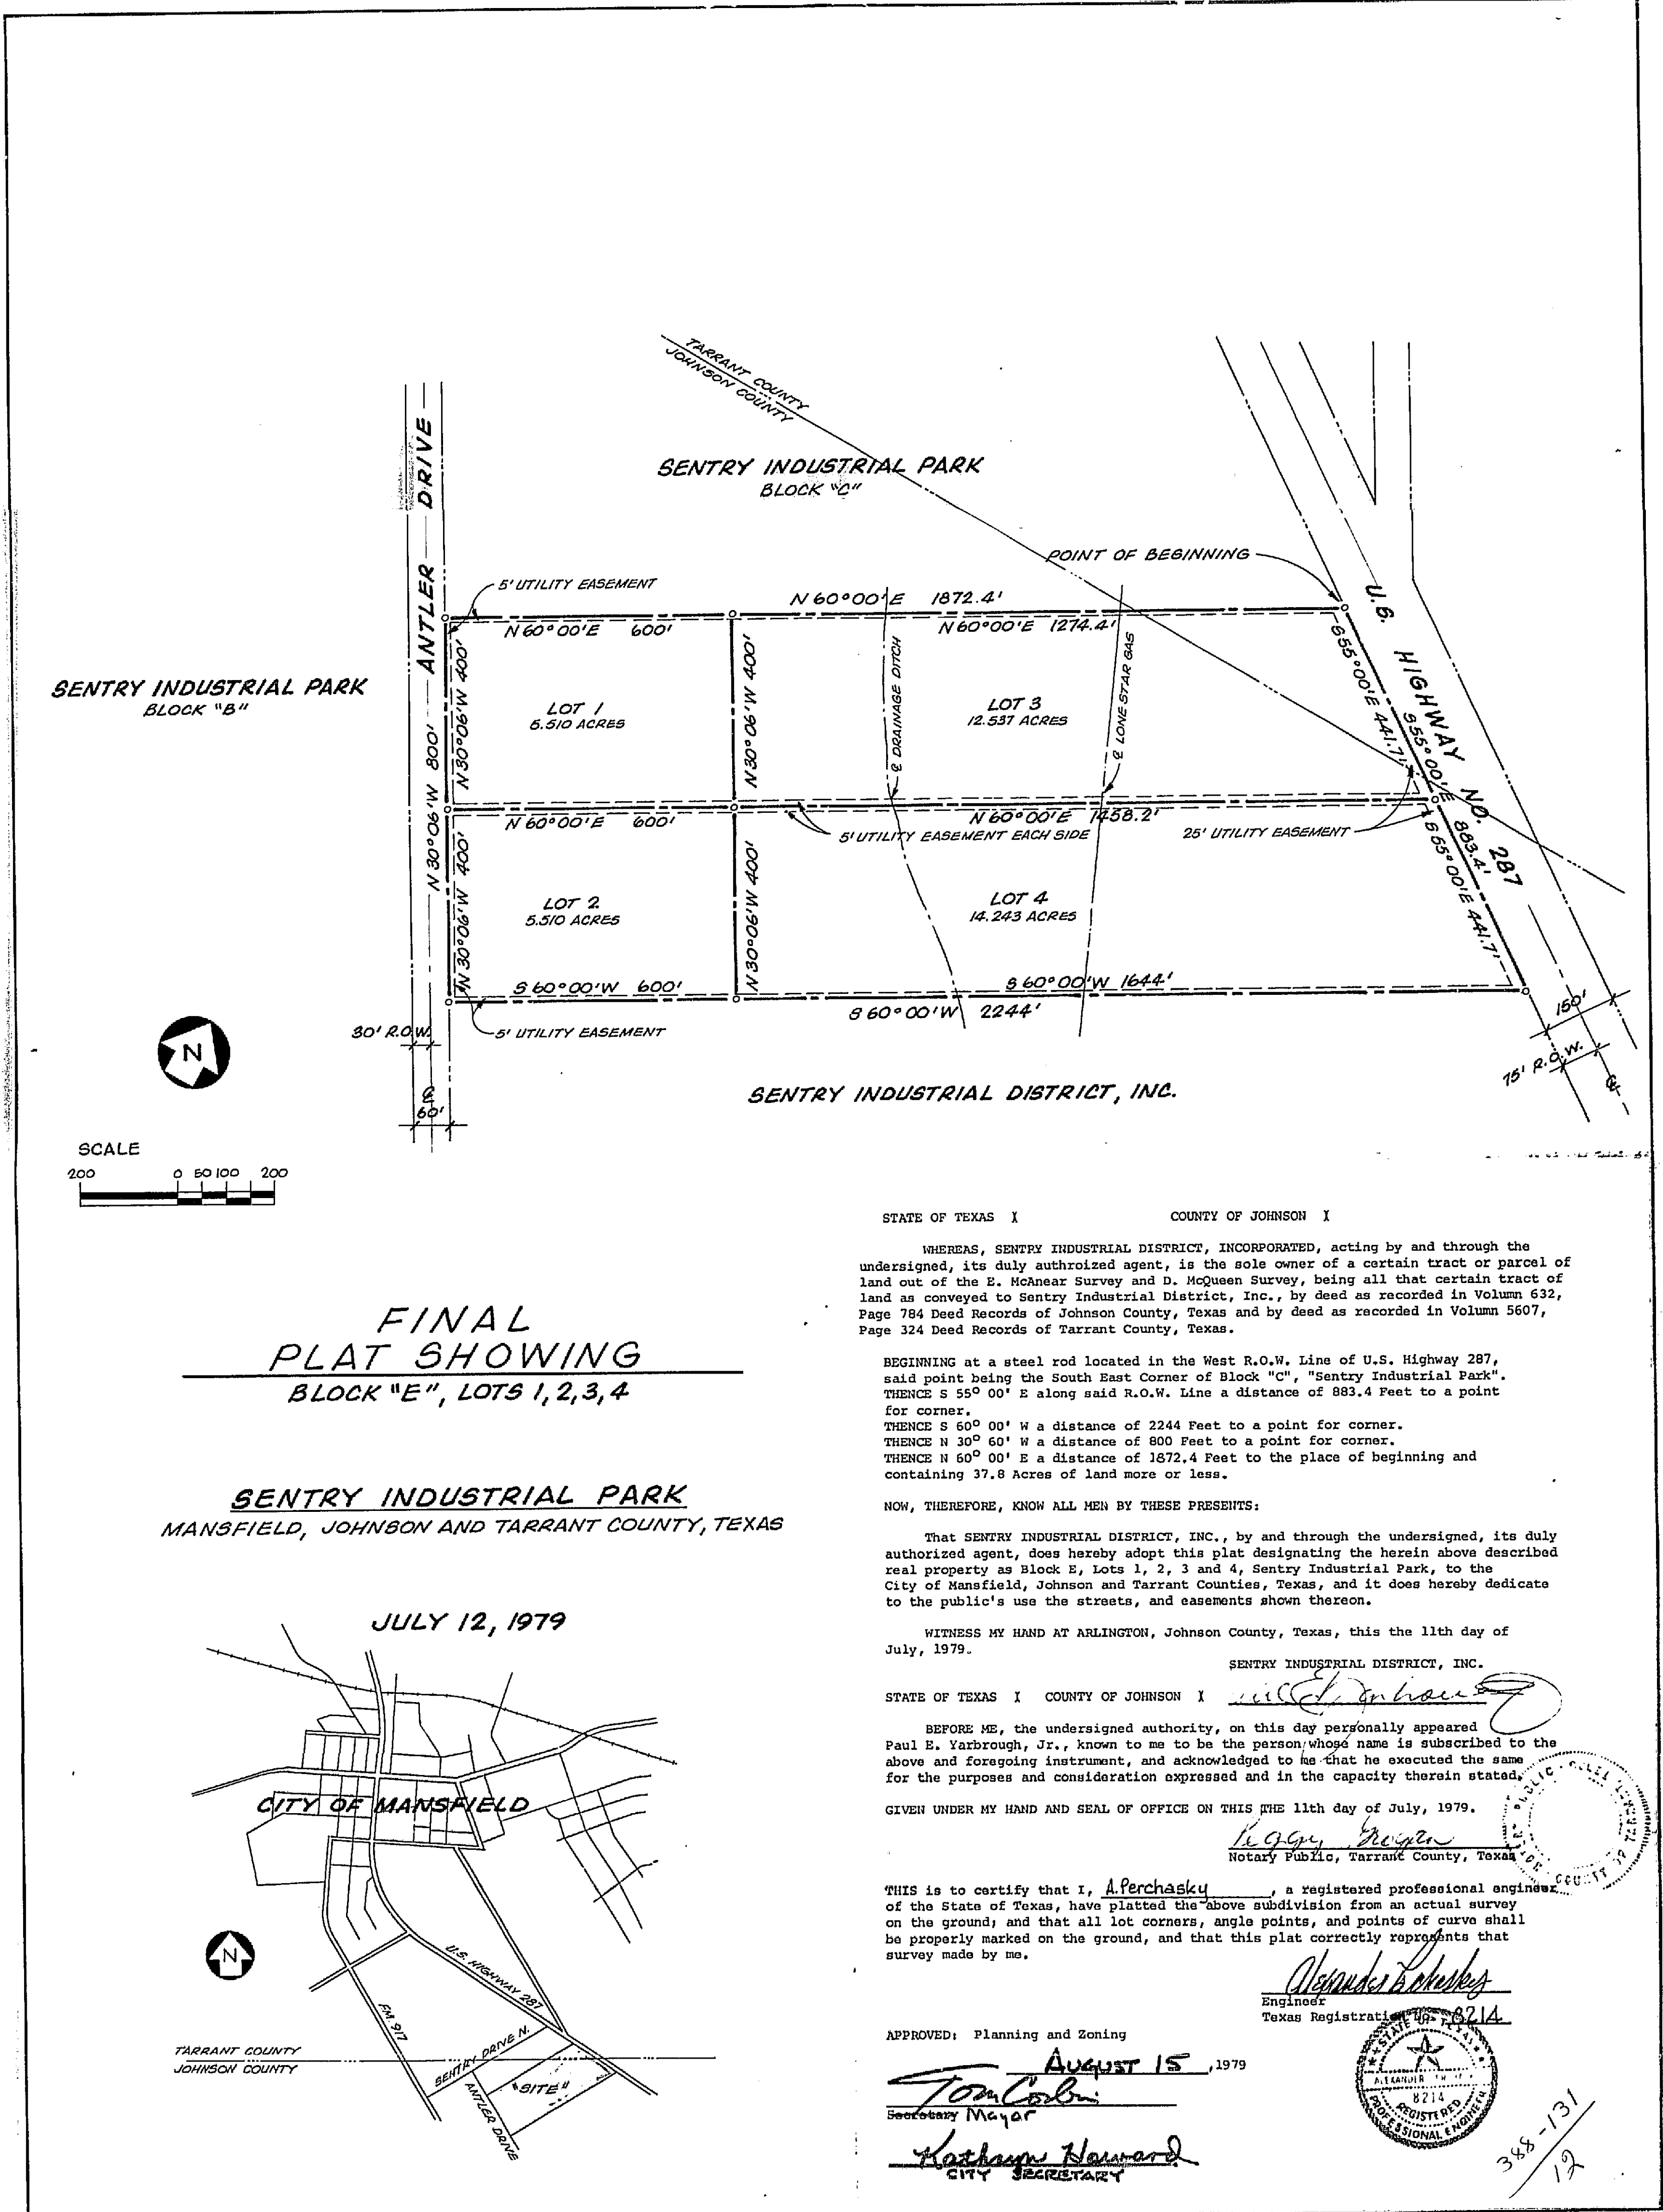 TARRANT COUNTY
JOHNSON COUNTY
ANTLER DRIVE
SENTRY INDUSTRIAL PARK
BLOCK "C"
POINT OF BEGINNING
5' UTILITY EASEMENT
N 60°00'E 1872.4'
N 60°00'E 600'
N 60°00'E 1274.4'
U.S. HIGHWAY NO. 287
SENTRY INDUSTRIAL PARK
BLOCK "B"
N 30°06'W 800'
N 30°06'W 400'
LOT 1
5.510 ACRES
N 30°06'W 400'
℄ DRAINAGE DITCH
LOT 3
12.537 ACRES
℄ LONE STAR GAS
S 55°00'E 441.7'
S 55°00'E 883.4'
N 60°00'E 600'
N 60°00'E 1458.2'
5' UTILITY EASEMENT EACH SIDE
25' UTILITY EASEMENT
N 30°06'W 400'
LOT 2
5.510 ACRES
N 30°06'W 400'
LOT 4
14.243 ACRES
S 55°00'E 441.7'
S 60°00'W 600'
S 60°00'W 1644'
S 60°00'W 2244'
30' R.O.W.
5' UTILITY EASEMENT
150'
75' R.O.W.
℄
N
℄
60'
SENTRY INDUSTRIAL DISTRICT, INC.
SCALE
200 0 50 100 200
FINAL
PLAT SHOWING
BLOCK "E", LOTS 1, 2, 3, 4
SENTRY INDUSTRIAL PARK
MANSFIELD, JOHNSON AND TARRANT COUNTY, TEXAS
JULY 12, 1979
CITY OF MANSFIELD
N
U.S. HIGHWAY 287
F.M. 917
SENTRY DRIVE N.
TARRANT COUNTY
JOHNSON COUNTY
"SITE"
ANTLER DRIVE
STATE OF TEXAS X COUNTY OF JOHNSON X
WHEREAS, SENTRY INDUSTRIAL DISTRICT, INCORPORATED, acting by and through the
undersigned, its duly authroized agent, is the sole owner of a certain tract or parcel of
land out of the E. McAnear Survey and D. McQueen Survey, being all that certain tract of
land as conveyed to Sentry Industrial District, Inc., by deed as recorded in Volumn 632,
Page 784 Deed Records of Johnson County, Texas and by deed as recorded in Volumn 5607,
Page 324 Deed Records of Tarrant County, Texas.
BEGINNING at a steel rod located in the West R.O.W. Line of U.S. Highway 287,
said point being the South East Corner of Block "C", "Sentry Industrial Park".
THENCE S 55° 00' E along said R.O.W. Line a distance of 883.4 Feet to a point
for corner.
THENCE S 60° 00' W a distance of 2244 Feet to a point for corner.
THENCE N 30° 60' W a distance of 800 Feet to a point for corner.
THENCE N 60° 00' E a distance of 1872.4 Feet to the place of beginning and
containing 37.8 Acres of land more or less.
NOW, THEREFORE, KNOW ALL MEN BY THESE PRESENTS:
That SENTRY INDUSTRIAL DISTRICT, INC., by and through the undersigned, its duly
authorized agent, does hereby adopt this plat designating the herein above described
real property as Block E, Lots 1, 2, 3 and 4, Sentry Industrial Park, to the
City of Mansfield, Johnson and Tarrant Counties, Texas, and it does hereby dedicate
to the public's use the streets, and easements shown thereon.
WITNESS MY HAND AT ARLINGTON, Johnson County, Texas, this the 11th day of
July, 1979.
SENTRY INDUSTRIAL DISTRICT, INC.
STATE OF TEXAS X COUNTY OF JOHNSON X
BEFORE ME, the undersigned authority, on this day personally appeared
Paul E. Yarbrough, Jr., known to me to be the person whose name is subscribed to the
above and foregoing instrument, and acknowledged to me that he executed the same
for the purposes and consideration expressed and in the capacity therein stated.
GIVEN UNDER MY HAND AND SEAL OF OFFICE ON THIS THE 11th day of July, 1979.
Peggy
Notary Public, Tarrant County, Texas
THIS is to certify that I, A. Perchasky, a registered professional engineer
of the State of Texas, have platted the above subdivision from an actual survey
on the ground; and that all lot corners, angle points, and points of curve shall
be properly marked on the ground, and that this plat correctly represents that
survey made by me.
Engineer
Texas Registration No. 8214
STATE OF TEXAS
ALEXANDER
8214
REGISTERED
PROFESSIONAL ENGINEER
APPROVED: Planning and Zoning
AUGUST 15, 1979
Tom Corbin
Secretary Mayor
Kathryn Howard
CITY SECRETARY
388-131
12